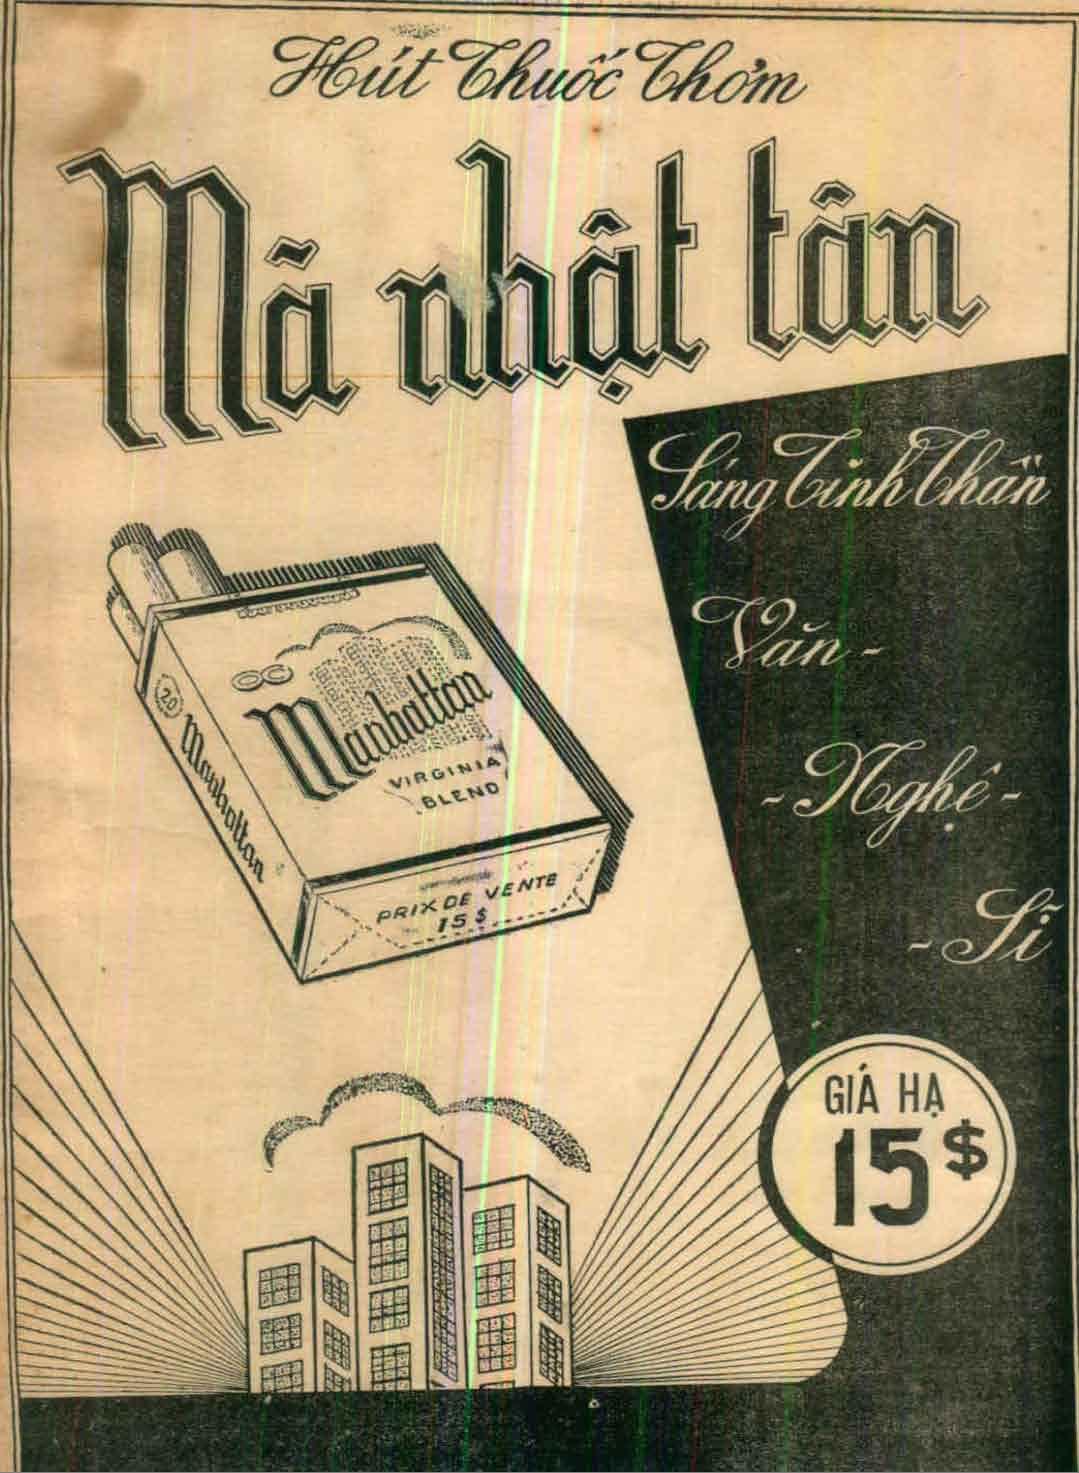 Hút Thuốc Thơm
Mã nhật tân
Sáng Tinh Thần
Văn -
- Nghệ -
- Sĩ
Manhattan
VIRGINIA
BLEND
20
Manhattan
PRIX DE VENTE
15 $
GIÁ HẠ
15 $